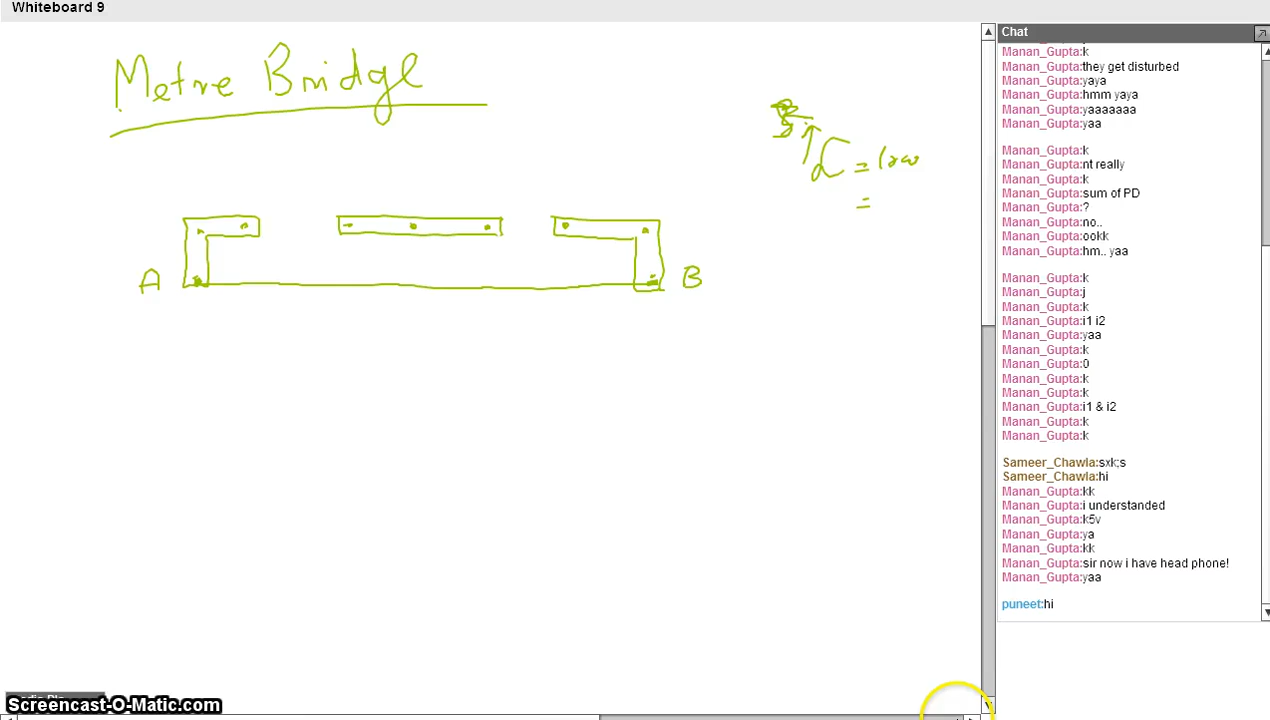 Whiteboard 9
Metre Bridge
=
=
A
B
Chat
Manan_Gupta:k
Manan_Gupta:they get disturbed
Manan_Gupta:yaya
Manan_Gupta:hmm yaya
Manan_Gupta:yaaaaaaa
Manan_Gupta:yaa
Manan_Gupta:k
Manan_Gupta:nt really
Manan_Gupta:k
Manan_Gupta:sum of PD
Manan_Gupta:?
Manan_Gupta:no..
Manan_Gupta:ookk
Manan_Gupta:hm.. yaa
Manan_Gupta:k
Manan_Gupta:j
Manan_Gupta:k
Manan_Gupta:i1 i2
Manan_Gupta:yaa
Manan_Gupta:k
Manan_Gupta:0
Manan_Gupta:k
Manan_Gupta:k
Manan_Gupta:i1 & i2
Manan_Gupta:k
Manan_Gupta:k
Sameer_Chawla:sxk;s
Sameer_Chawla:hi
Manan_Gupta:kk
Manan_Gupta:i understanded
Manan_Gupta:k5v
Manan_Gupta:ya
Manan_Gupta:kk
Manan_Gupta:sir now i have head phone!
Manan_Gupta:yaa
puneet:hi
Screencast-O-Matic.com